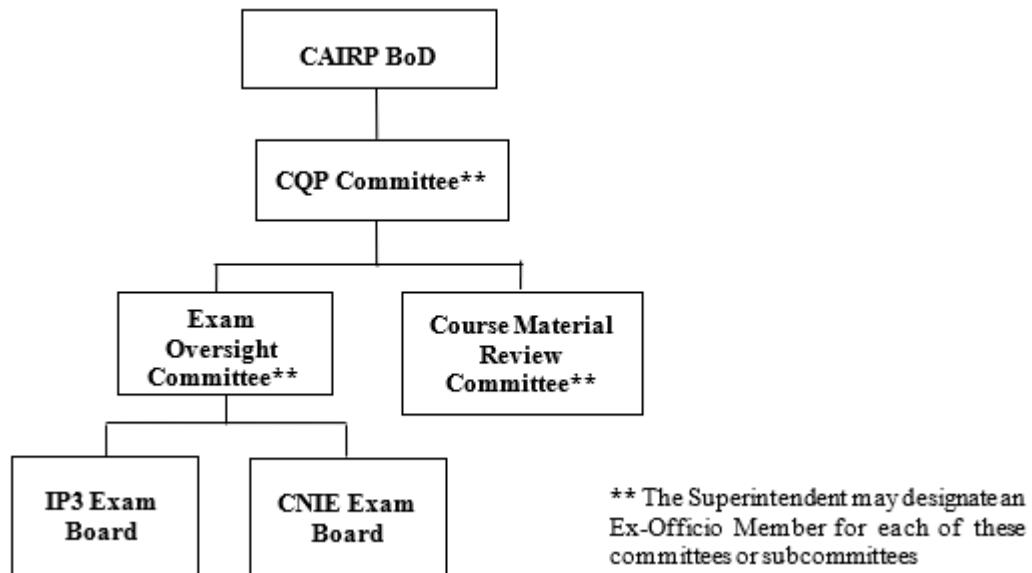 CAIRP BoD
CQP Committee**
Exam
Oversight
Committee**
Course Material
Review
Committee**
IP3 Exam
Board
CNIE Exam
Board
** The Superintendent may designate an
Ex-Officio Member for each of these
committees or subcommittees